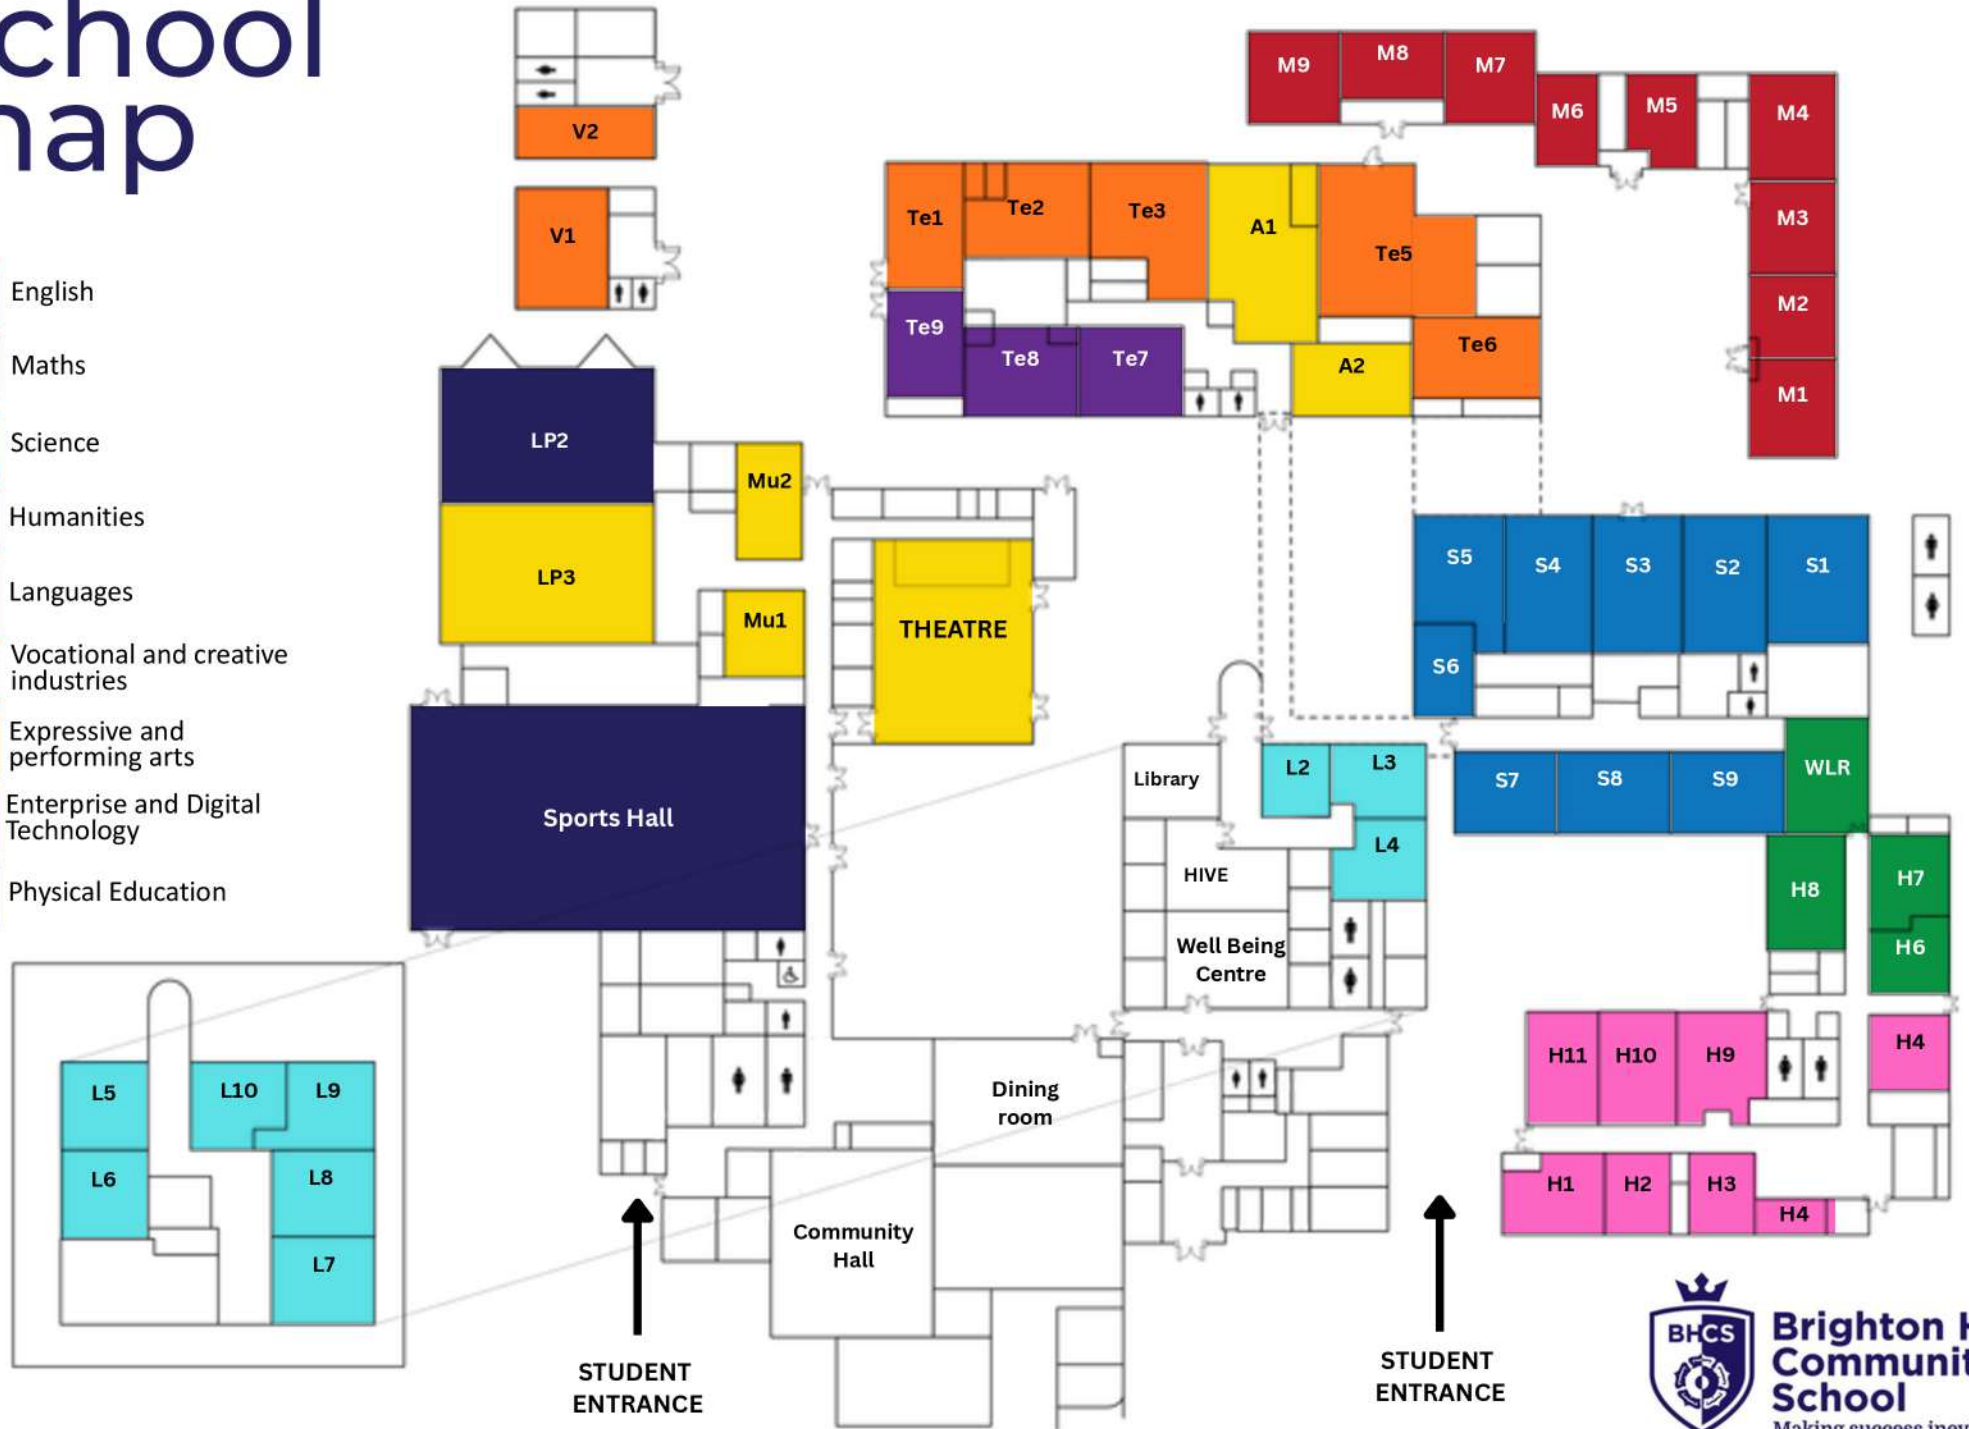 chool
map
English
Maths
Science
Humanities
Languages
Vocational and creative
industries
Expressive and
performing arts
Enterprise and Digital
Technology
Physical Education
V2
V1
LP2
LP3
Mu2
Mu1
THEATRE
Sports Hall
M9
M8
M7
M6
M5
M4
M3
M2
M1
Te1
Te2
Te3
A1
Te5
Te9
Te8
Te7
A2
Te6
S5
S4
S3
S2
S1
S6
S7
S8
S9
WLR
Library
L2
L3
L4
HIVE
Well Being
Centre
H8
H7
H6
H11
H10
H9
H4
H1
H2
H3
H4
L5
L10
L9
L6
L8
L7
Dining
room
Community
Hall
STUDENT
ENTRANCE
STUDENT
ENTRANCE
BHCS
Brighton H
Communit
School
Making success inev